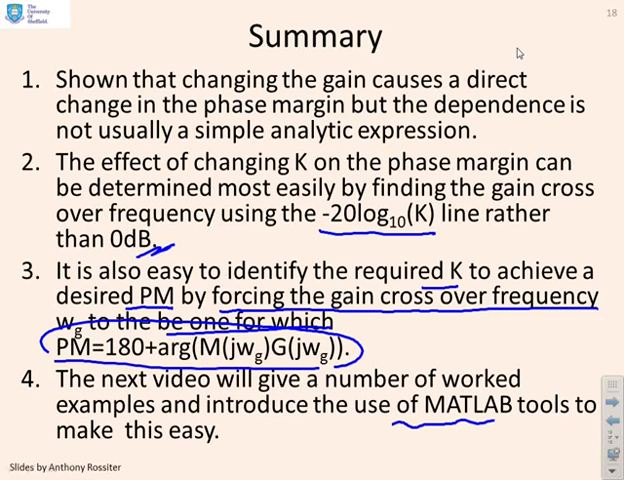 The
University
Of
Sheffield.
18
Summary
1. Shown that changing the gain causes a direct
change in the phase margin but the dependence is
not usually a simple analytic expression.
2. The effect of changing K on the phase margin can
be determined most easily by finding the gain cross
over frequency using the -20log10(K) line rather
than 0dB.
3. It is also easy to identify the required K to achieve a
desired PM by forcing the gain cross over frequency
wg to the be one for which
PM=180+arg(M(jwg)G(jwg)).
4. The next video will give a number of worked
examples and introduce the use of MATLAB tools to
make this easy.
Slides by Anthony Rossiter